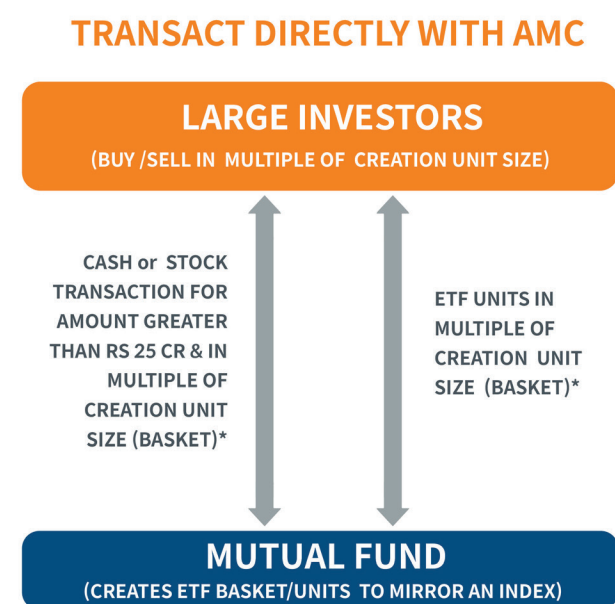 TRANSACT DIRECTLY WITH AMC
LARGE INVESTORS
(BUY /SELL IN MULTIPLE OF CREATION UNIT SIZE)
CASH or STOCK
TRANSACTION FOR
AMOUNT GREATER
THAN RS 25 CR & IN
MULTIPLE OF
CREATION UNIT
SIZE (BASKET)*
ETF UNITS IN
MULTIPLE OF
CREATION UNIT
SIZE (BASKET)*
MUTUAL FUND
(CREATES ETF BASKET/UNITS TO MIRROR AN INDEX)